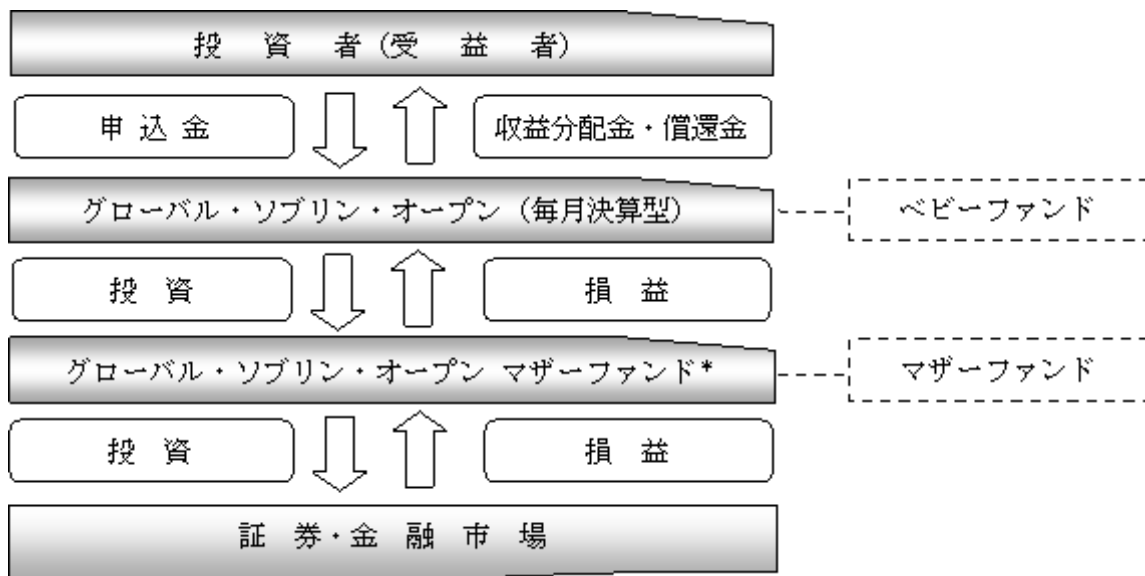 投資者(受益者)
申込金
収益分配金・償還金
グローバル・ソブリン・オープン(毎月決算型)
ベビーファンド
投資
損益
グローバル・ソブリン・オープン マザーファンド*
マザーファンド
投資
損益
証券・金融市場